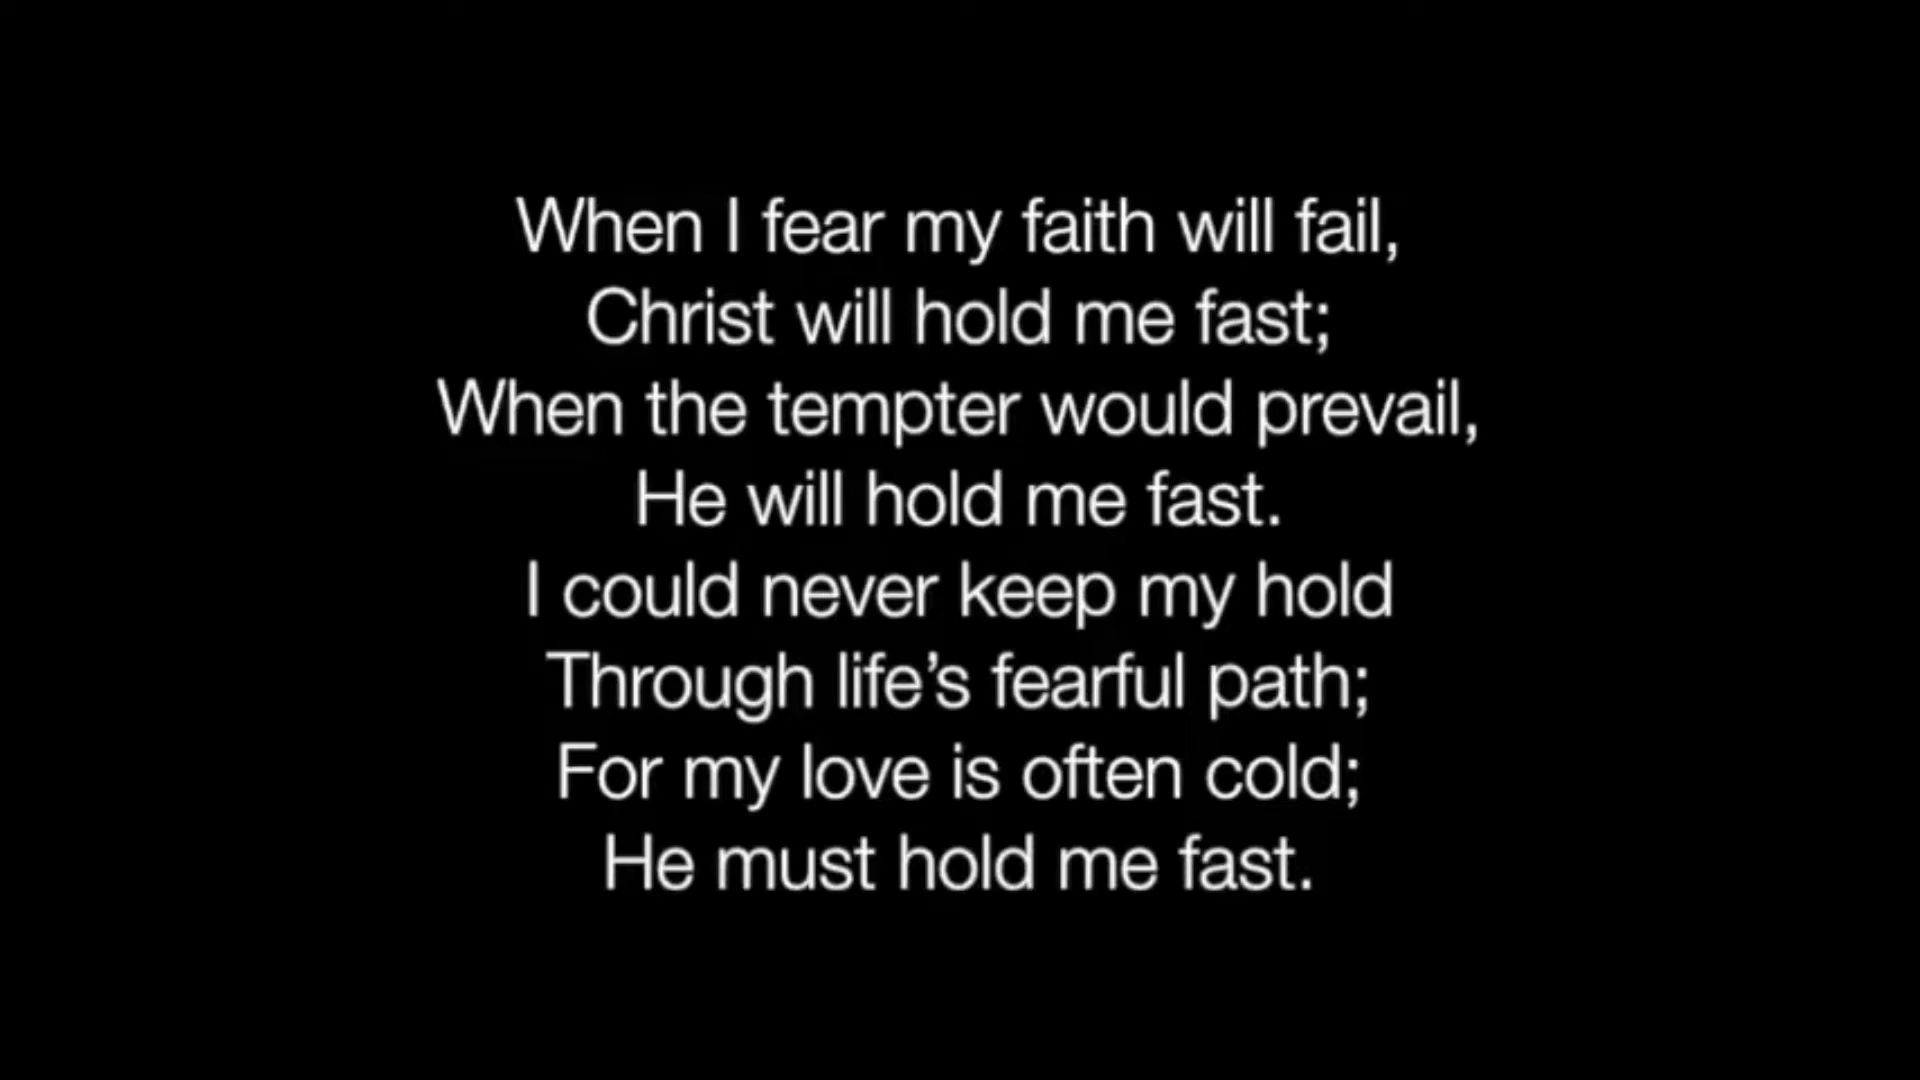 When I fear my faith will fail,
Christ will hold me fast;
When the tempter would prevail,
He will hold me fast.
I could never keep my hold
Through life’s fearful path;
For my love is often cold;
He must hold me fast.